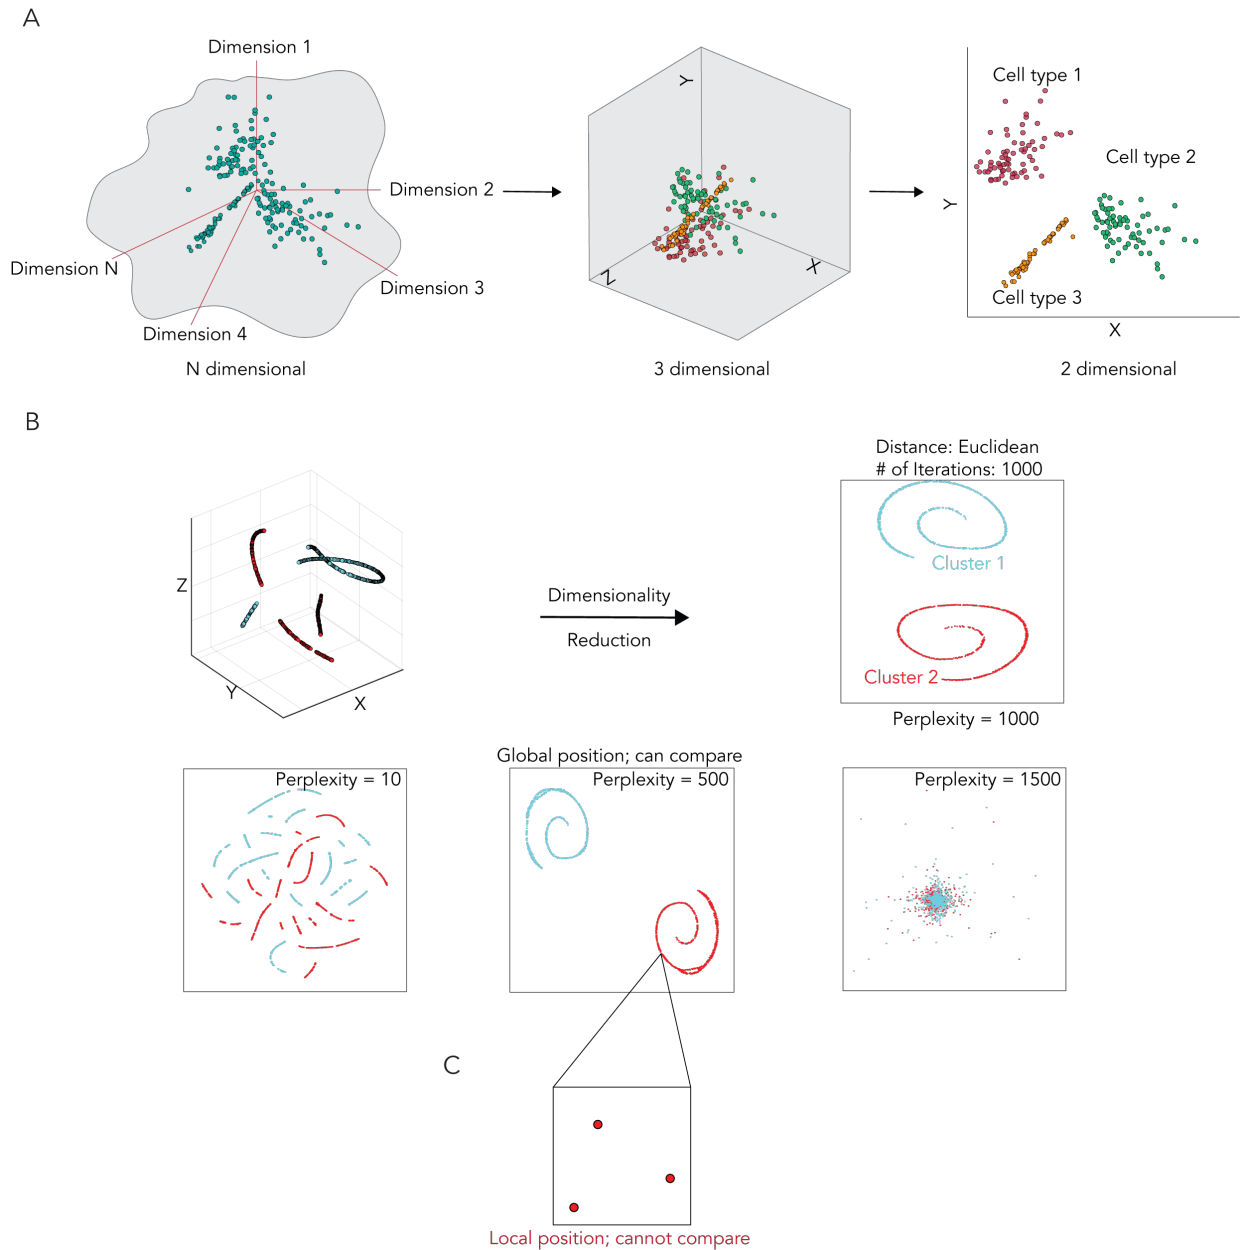 A
Dimension 1
Dimension 2
Dimension N
Dimension 3
Dimension 4
N dimensional
Y
Z
X
3 dimensional
Cell type 1
Cell type 2
Y
Cell type 3
X
2 dimensional
B
Z
Y
X
Dimensionality
Reduction
Distance: Euclidean
# of Iterations: 1000
Cluster 1
Cluster 2
Perplexity = 1000
Perplexity = 10
Global position; can compare
Perplexity = 500
Perplexity = 1500
C
Local position; cannot compare